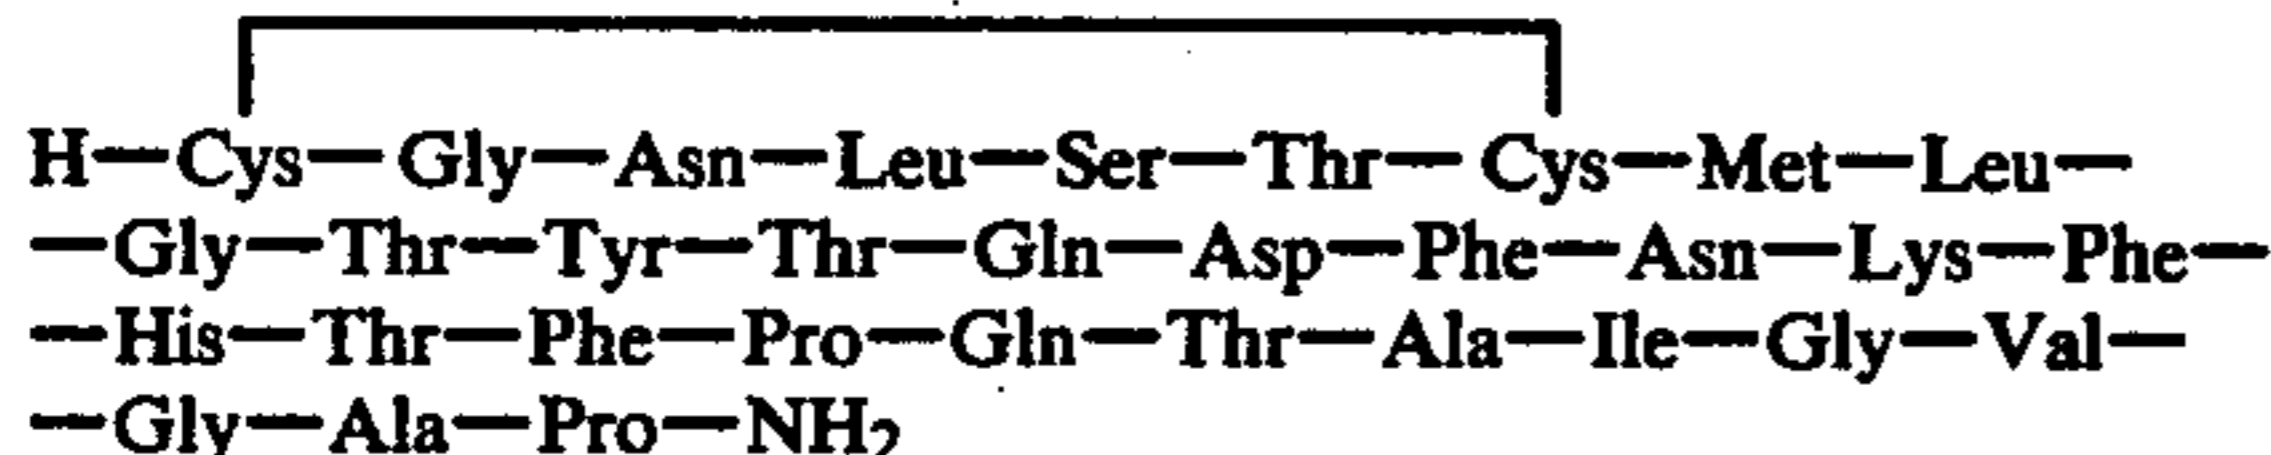 H—Cys—Gly—Asn—Leu—Ser—Thr—Cys—Met—Leu—
—Gly—Thr—Tyr—Thr—Gln—Asp—Phe—Asn—Lys—Phe—
—His—Thr—Phe—Pro—Gln—Thr—Ala—Ile—Gly—Val—
—Gly—Ala—Pro—NH₂